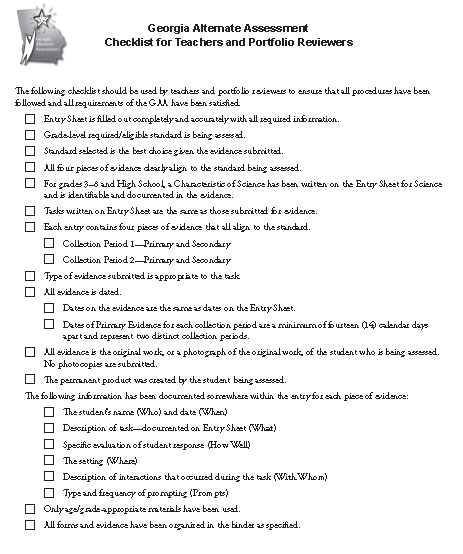 Georgia
Alternate
Assessment
Georgia Alternate Assessment
Checklist for Teachers and Portfolio Reviewers
The following checklist should be used by teachers and portfolio reviewers to ensure that all procedures have been
followed and all requirements of the GAA have been satisfied.
Entry Sheet is filled out completely and accurately with all required information.
Grade-level required/eligible standard is being assessed.
Standard selected is the best choice given the evidence submitted.
All four pieces of evidence clearly align to the standard being assessed.
For grades 3–8 and High School, a Characteristic of Science has been written on the Entry Sheet for Science
and is identifiable and documented in the evidence.
Tasks written on Entry Sheet are the same as those submitted for evidence.
Each entry contains four pieces of evidence that all align to the standard.
Collection Period 1—Primary and Secondary
Collection Period 2—Primary and Secondary
Type of evidence submitted is appropriate to the task.
All evidence is dated.
Dates on the evidence are the same as dates on the Entry Sheet.
Dates of Primary Evidence for each collection period are a minimum of fourteen (14) calendar days
apart and represent two distinct collection periods.
All evidence is the original work, or a photograph of the original work, of the student who is being assessed.
No photocopies are submitted.
The permanent product was created by the student being assessed.
The following information has been documented somewhere within the entry for each piece of evidence:
The student's name (Who) and date (When)
Description of task—documented on Entry Sheet (What)
Specific evaluation of student response (How Well)
The setting (Where)
Description of interactions that occurred during the task (With Whom)
Type and frequency of prompting (Prompts)
Only age/grade-appropriate materials have been used.
All forms and evidence have been organized in the binder as specified.